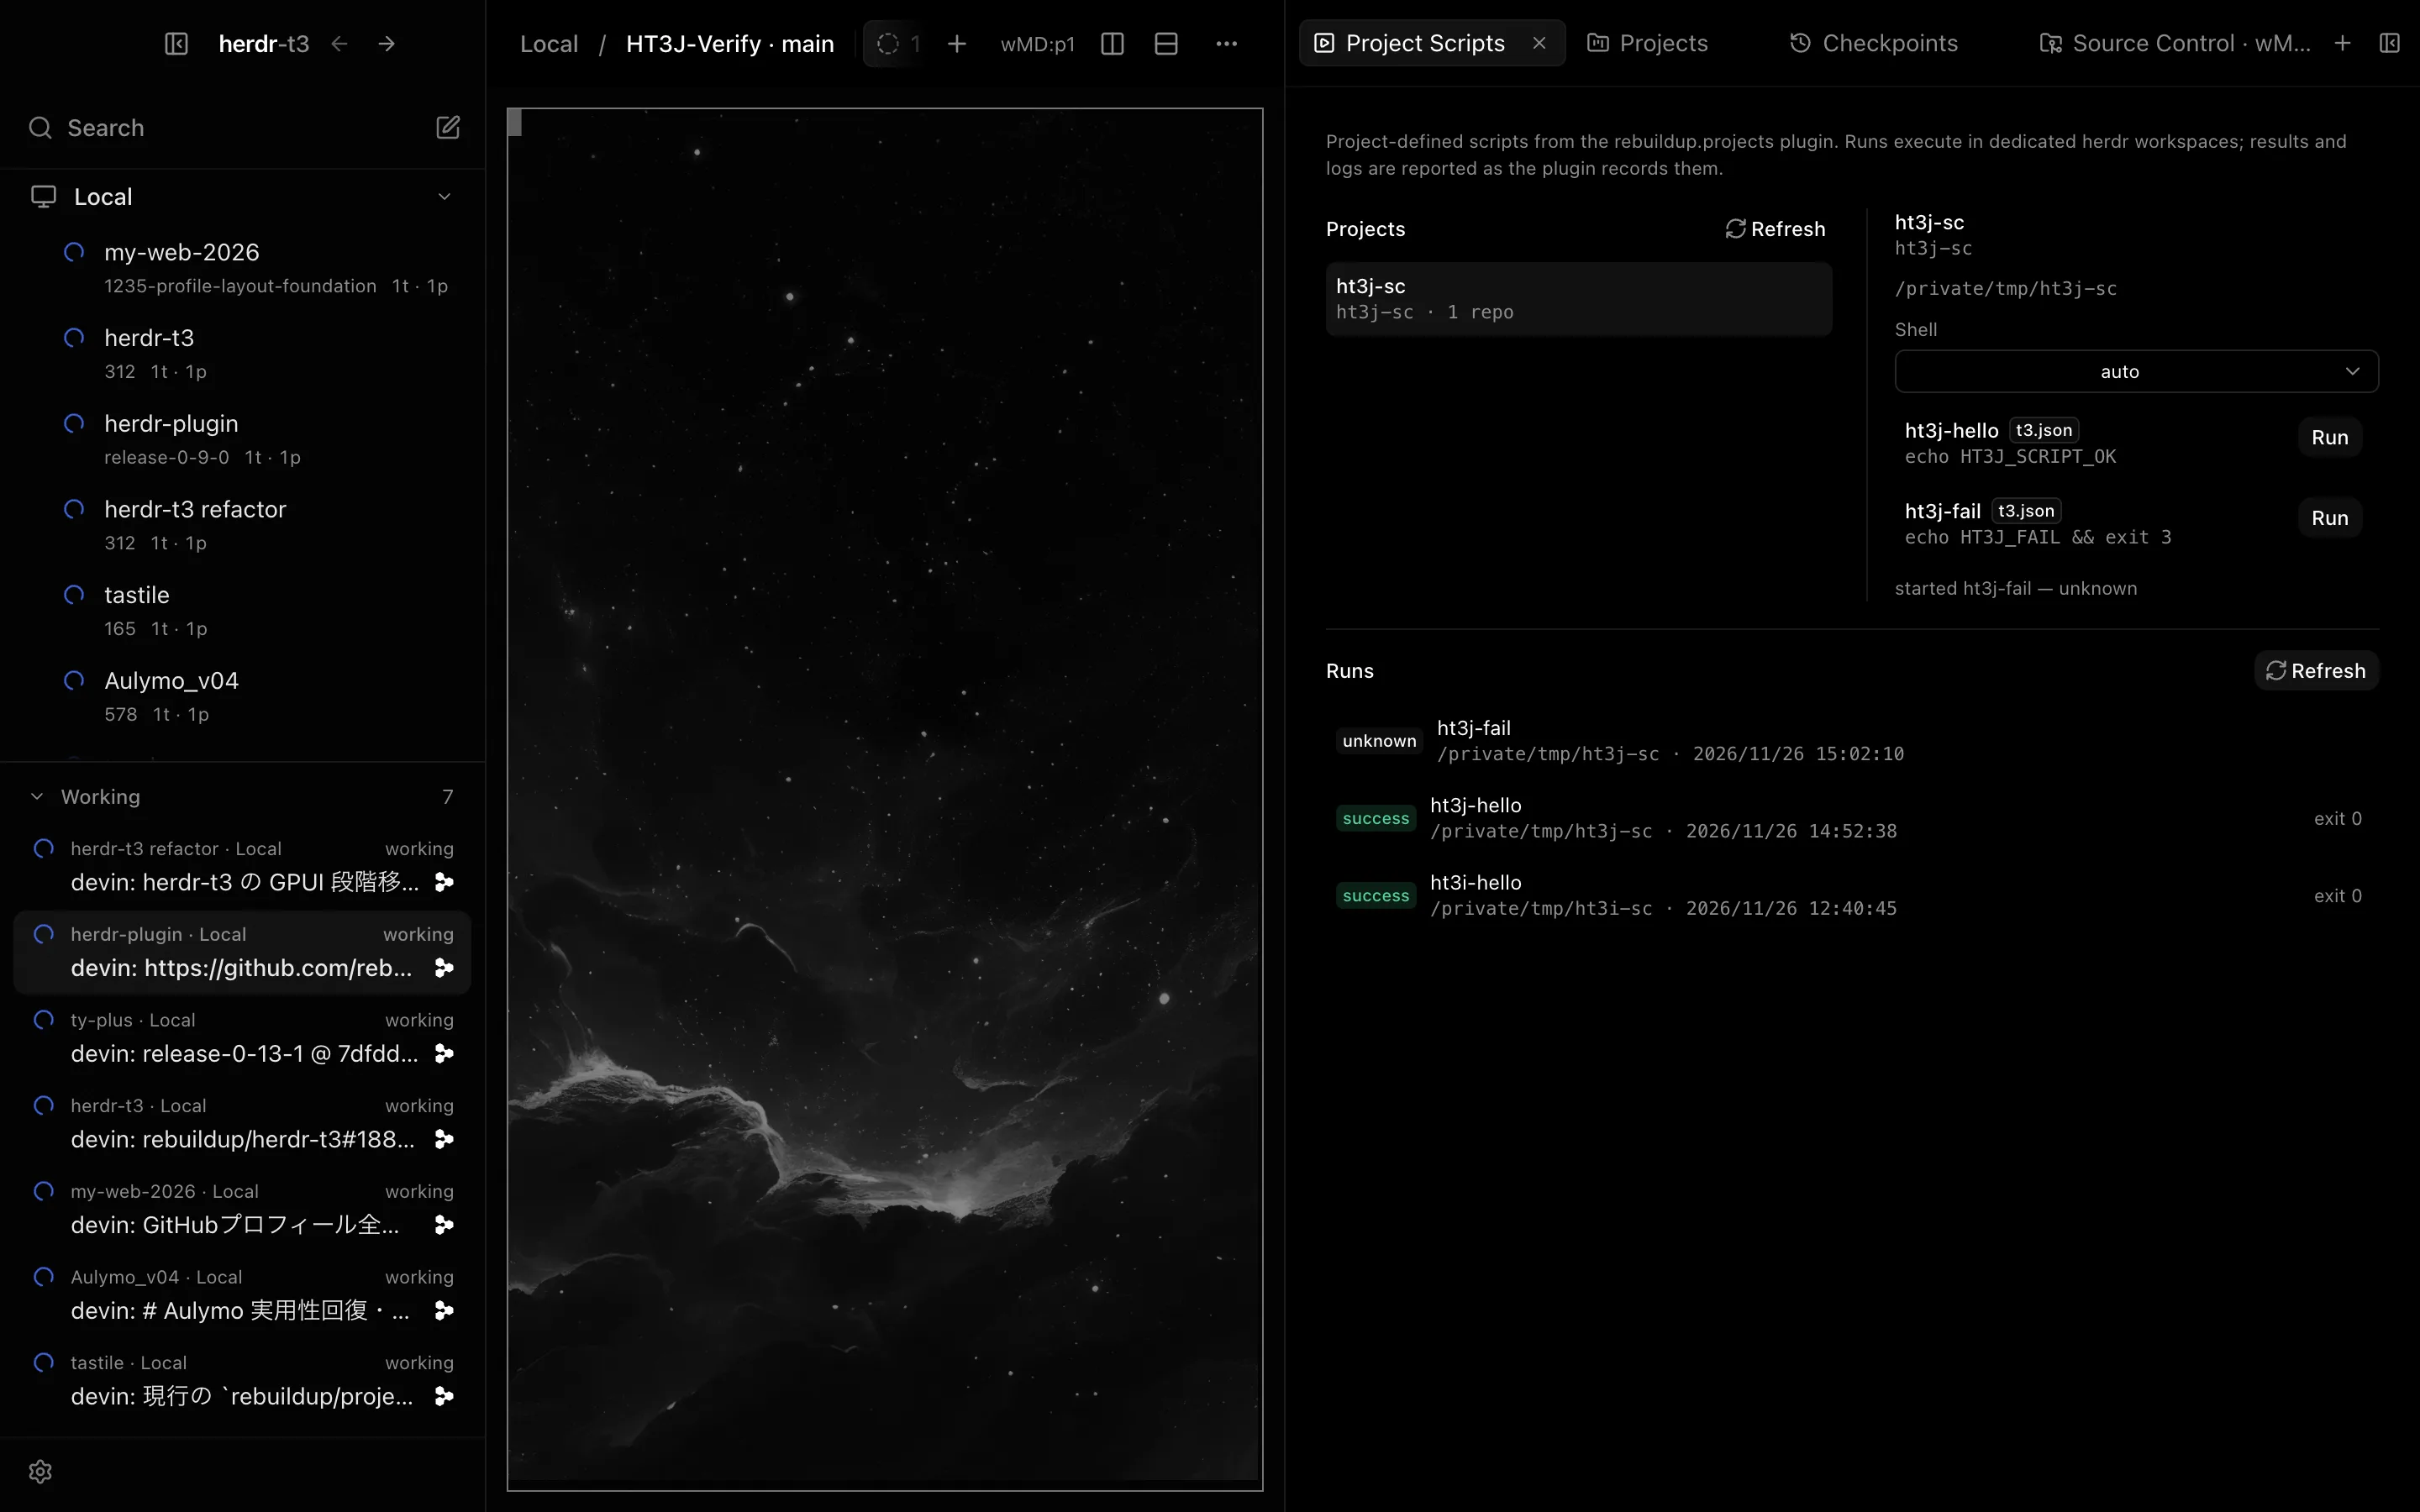 herdr-t3
Search
Local
my-web-2026
1235-profile-layout-foundation 1t · 1p
herdr-t3
312 1t · 1p
herdr-plugin
release-0-9-0 1t · 1p
herdr-t3 refactor
312 1t · 1p
tastile
165 1t · 1p
Aulymo_v04
578 1t · 1p
Working 7
herdr-t3 refactor · Local working
devin: herdr-t3 の GPUI 段階移...
herdr-plugin · Local working
devin: https://github.com/reb...
ty-plus · Local working
devin: release-0-13-1 @ 7dfdd...
herdr-t3 · Local working
devin: rebuildup/herdr-t3#188...
my-web-2026 · Local working
devin: GitHubプロフィール全...
Aulymo_v04 · Local working
devin: # Aulymo 実用性回復・...
tastile · Local working
devin: 現行の `rebuildup/proje...
Local / HT3J-Verify · main 1 wMD:p1
Project Scripts Projects Checkpoints Source Control · wM...
Project-defined scripts from the rebuildup.projects plugin. Runs execute in dedicated herdr workspaces; results and
logs are reported as the plugin records them.
Projects Refresh
ht3j-sc
ht3j-sc · 1 repo
ht3j-sc
ht3j-sc
/private/tmp/ht3j-sc
Shell
auto
ht3j-hello t3.json
echo HT3J_SCRIPT_OK
Run
ht3j-fail t3.json
echo HT3J_FAIL && exit 3
Run
started ht3j-fail — unknown
Runs Refresh
unknown ht3j-fail
/private/tmp/ht3j-sc · 2026/11/26 15:02:10
success ht3j-hello exit 0
/private/tmp/ht3j-sc · 2026/11/26 14:52:38
success ht3i-hello exit 0
/private/tmp/ht3i-sc · 2026/11/26 12:40:45